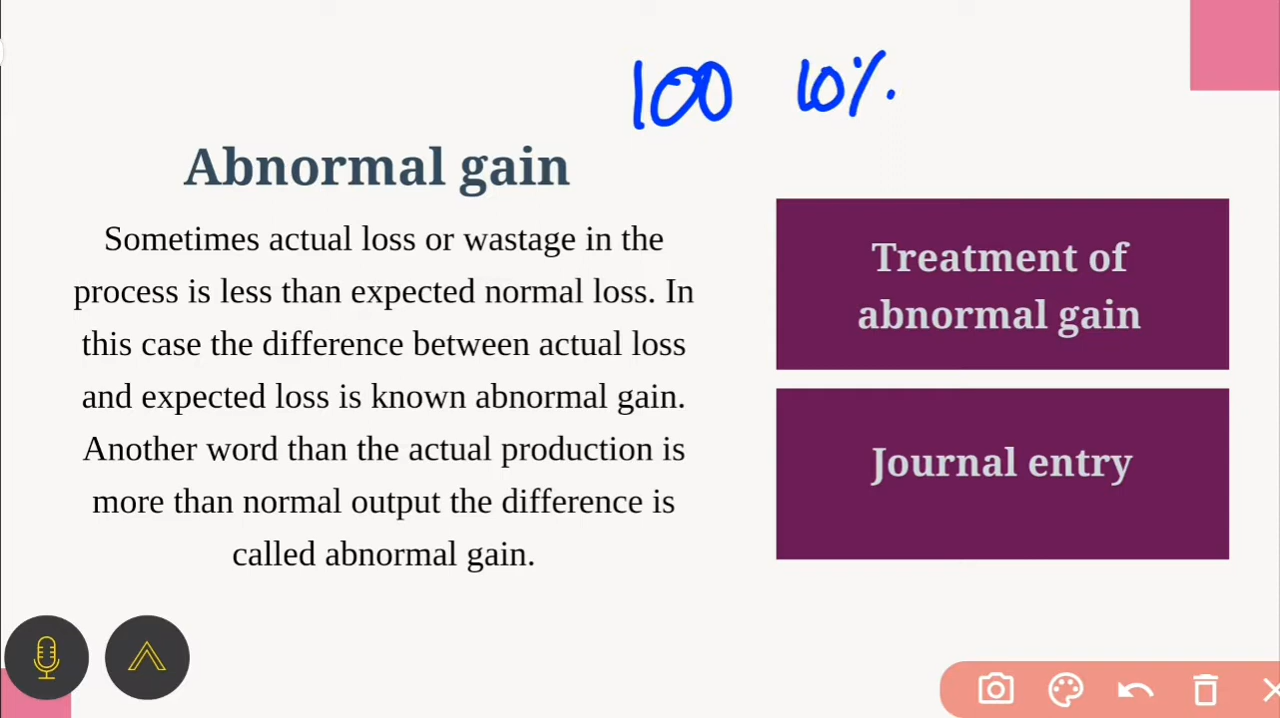 100 10%
Abnormal gain
Sometimes actual loss or wastage in the
process is less than expected normal loss. In
this case the difference between actual loss
and expected loss is known abnormal gain.
Another word than the actual production is
more than normal output the difference is
called abnormal gain.
Treatment of
abnormal gain
Journal entry